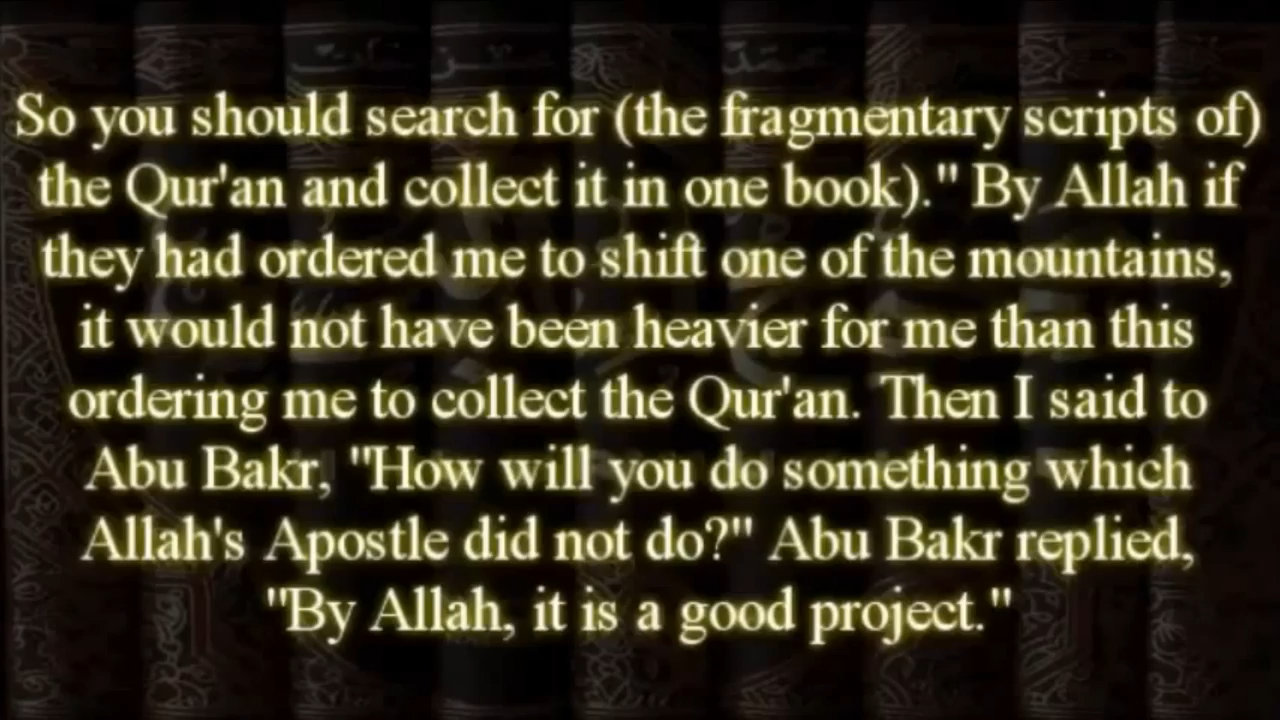 So you should search for (the fragmentary scripts of)
the Qur'an and collect it in one book)." By Allah if
they had ordered me to shift one of the mountains,
it would not have been heavier for me than this
ordering me to collect the Qur'an. Then I said to
Abu Bakr, "How will you do something which
Allah's Apostle did not do?" Abu Bakr replied,
"By Allah, it is a good project."